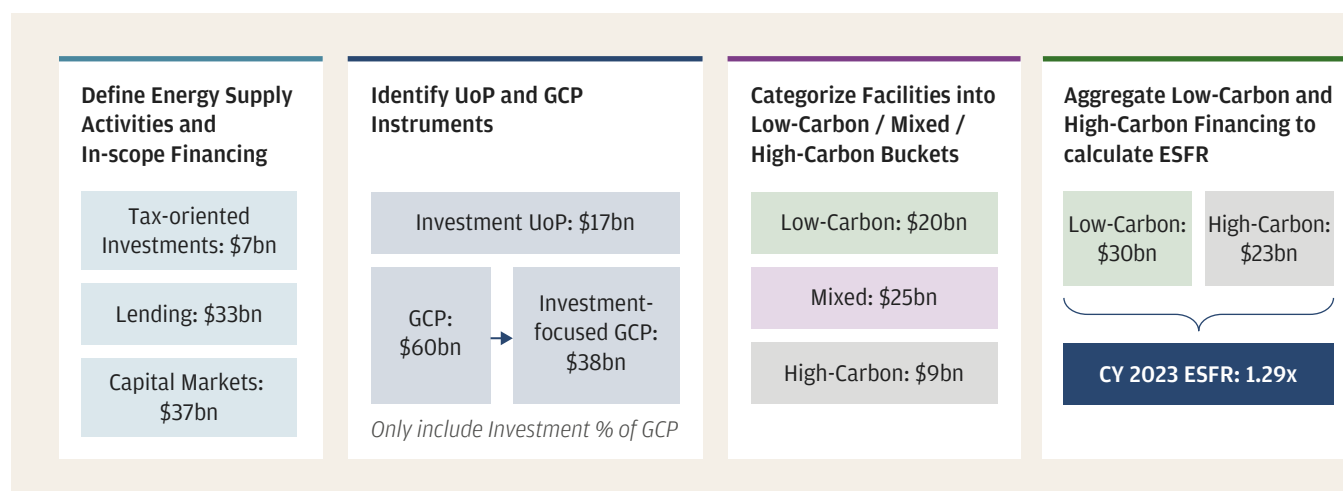 Define Energy Supply
Activities and
In-scope Financing
Tax-oriented
Investments: $7bn
Lending: $33bn
Capital Markets:
$37bn
Identify UoP and GCP
Instruments
Investment UoP: $17bn
GCP:
$60bn
Investment-
focused GCP:
$38bn
Only include Investment % of GCP
Categorize Facilities into
Low-Carbon / Mixed /
High-Carbon Buckets
Low-Carbon: $20bn
Mixed: $25bn
High-Carbon: $9bn
Aggregate Low-Carbon and
High-Carbon Financing to
calculate ESFR
Low-Carbon:
$30bn
High-Carbon:
$23bn
CY 2023 ESFR: 1.29x